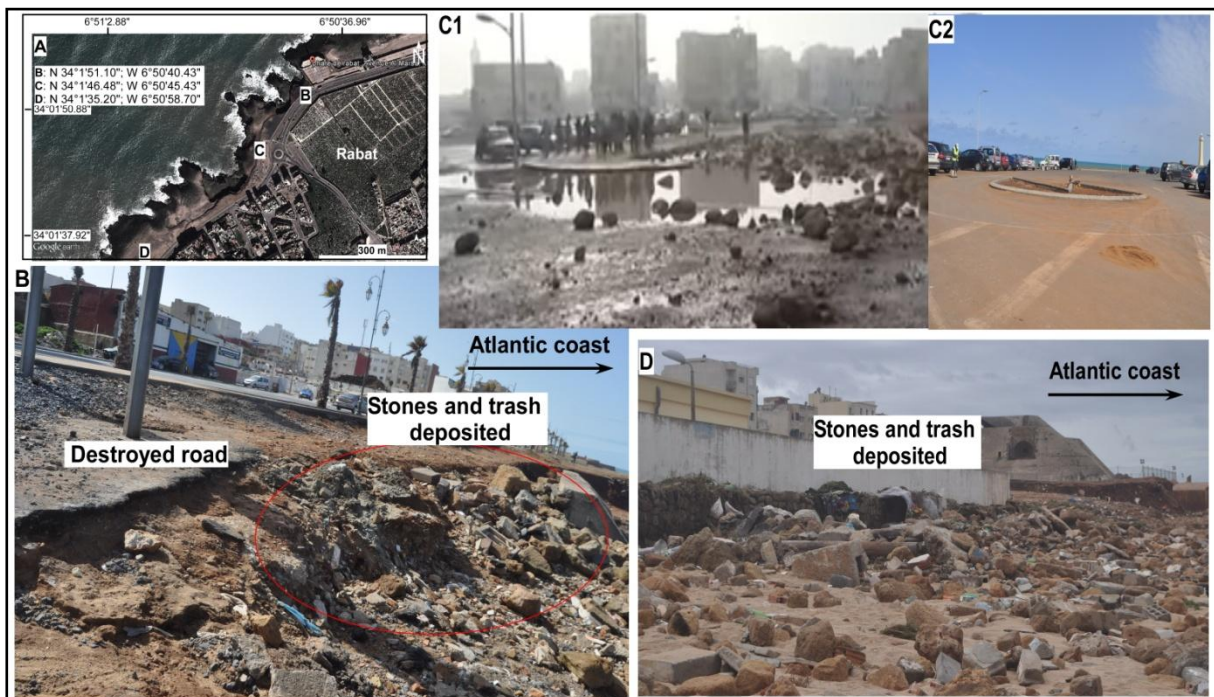 6°51'2.88"
6°50'36.96"
A
N
B: N 34°1'51.10"; W 6°50'40.43"
C: N 34°1'46.48"; W 6°50'45.43"
D: N 34°1'35.20"; W 6°50'58.70"
34°01'50.88"
B
C
Rabat
34°01'37.92"
Google earth
D
300 m
C1
C2
B
Atlantic coast
Stones and trash
deposited
Destroyed road
D
Atlantic coast
Stones and trash
deposited